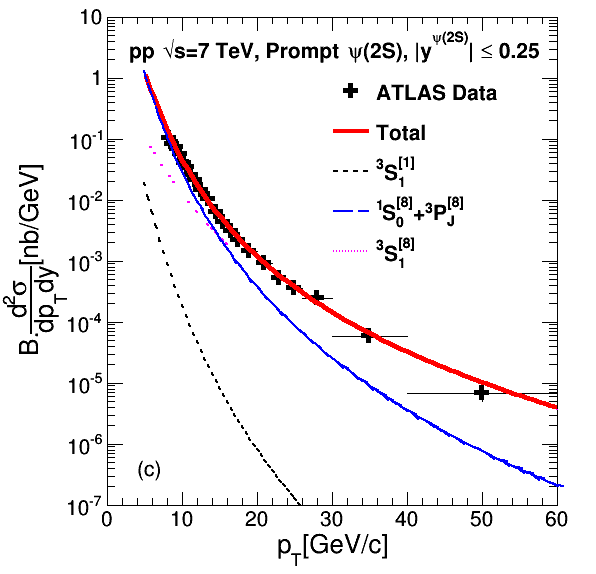 pp √s=7 TeV, Prompt ψ(2S), |y^ψ(2S)| ≤ 0.25
ATLAS Data
Total
³S₁^[1]
¹S₀^[8]+³P_J^[8]
³S₁^[8]
B. d²σ/dp_Tdy [nb/GeV]
10
1
10⁻¹
10⁻²
10⁻³
10⁻⁴
10⁻⁵
10⁻⁶
10⁻⁷
(c)
0 10 20 30 40 50 60
p_T[GeV/c]